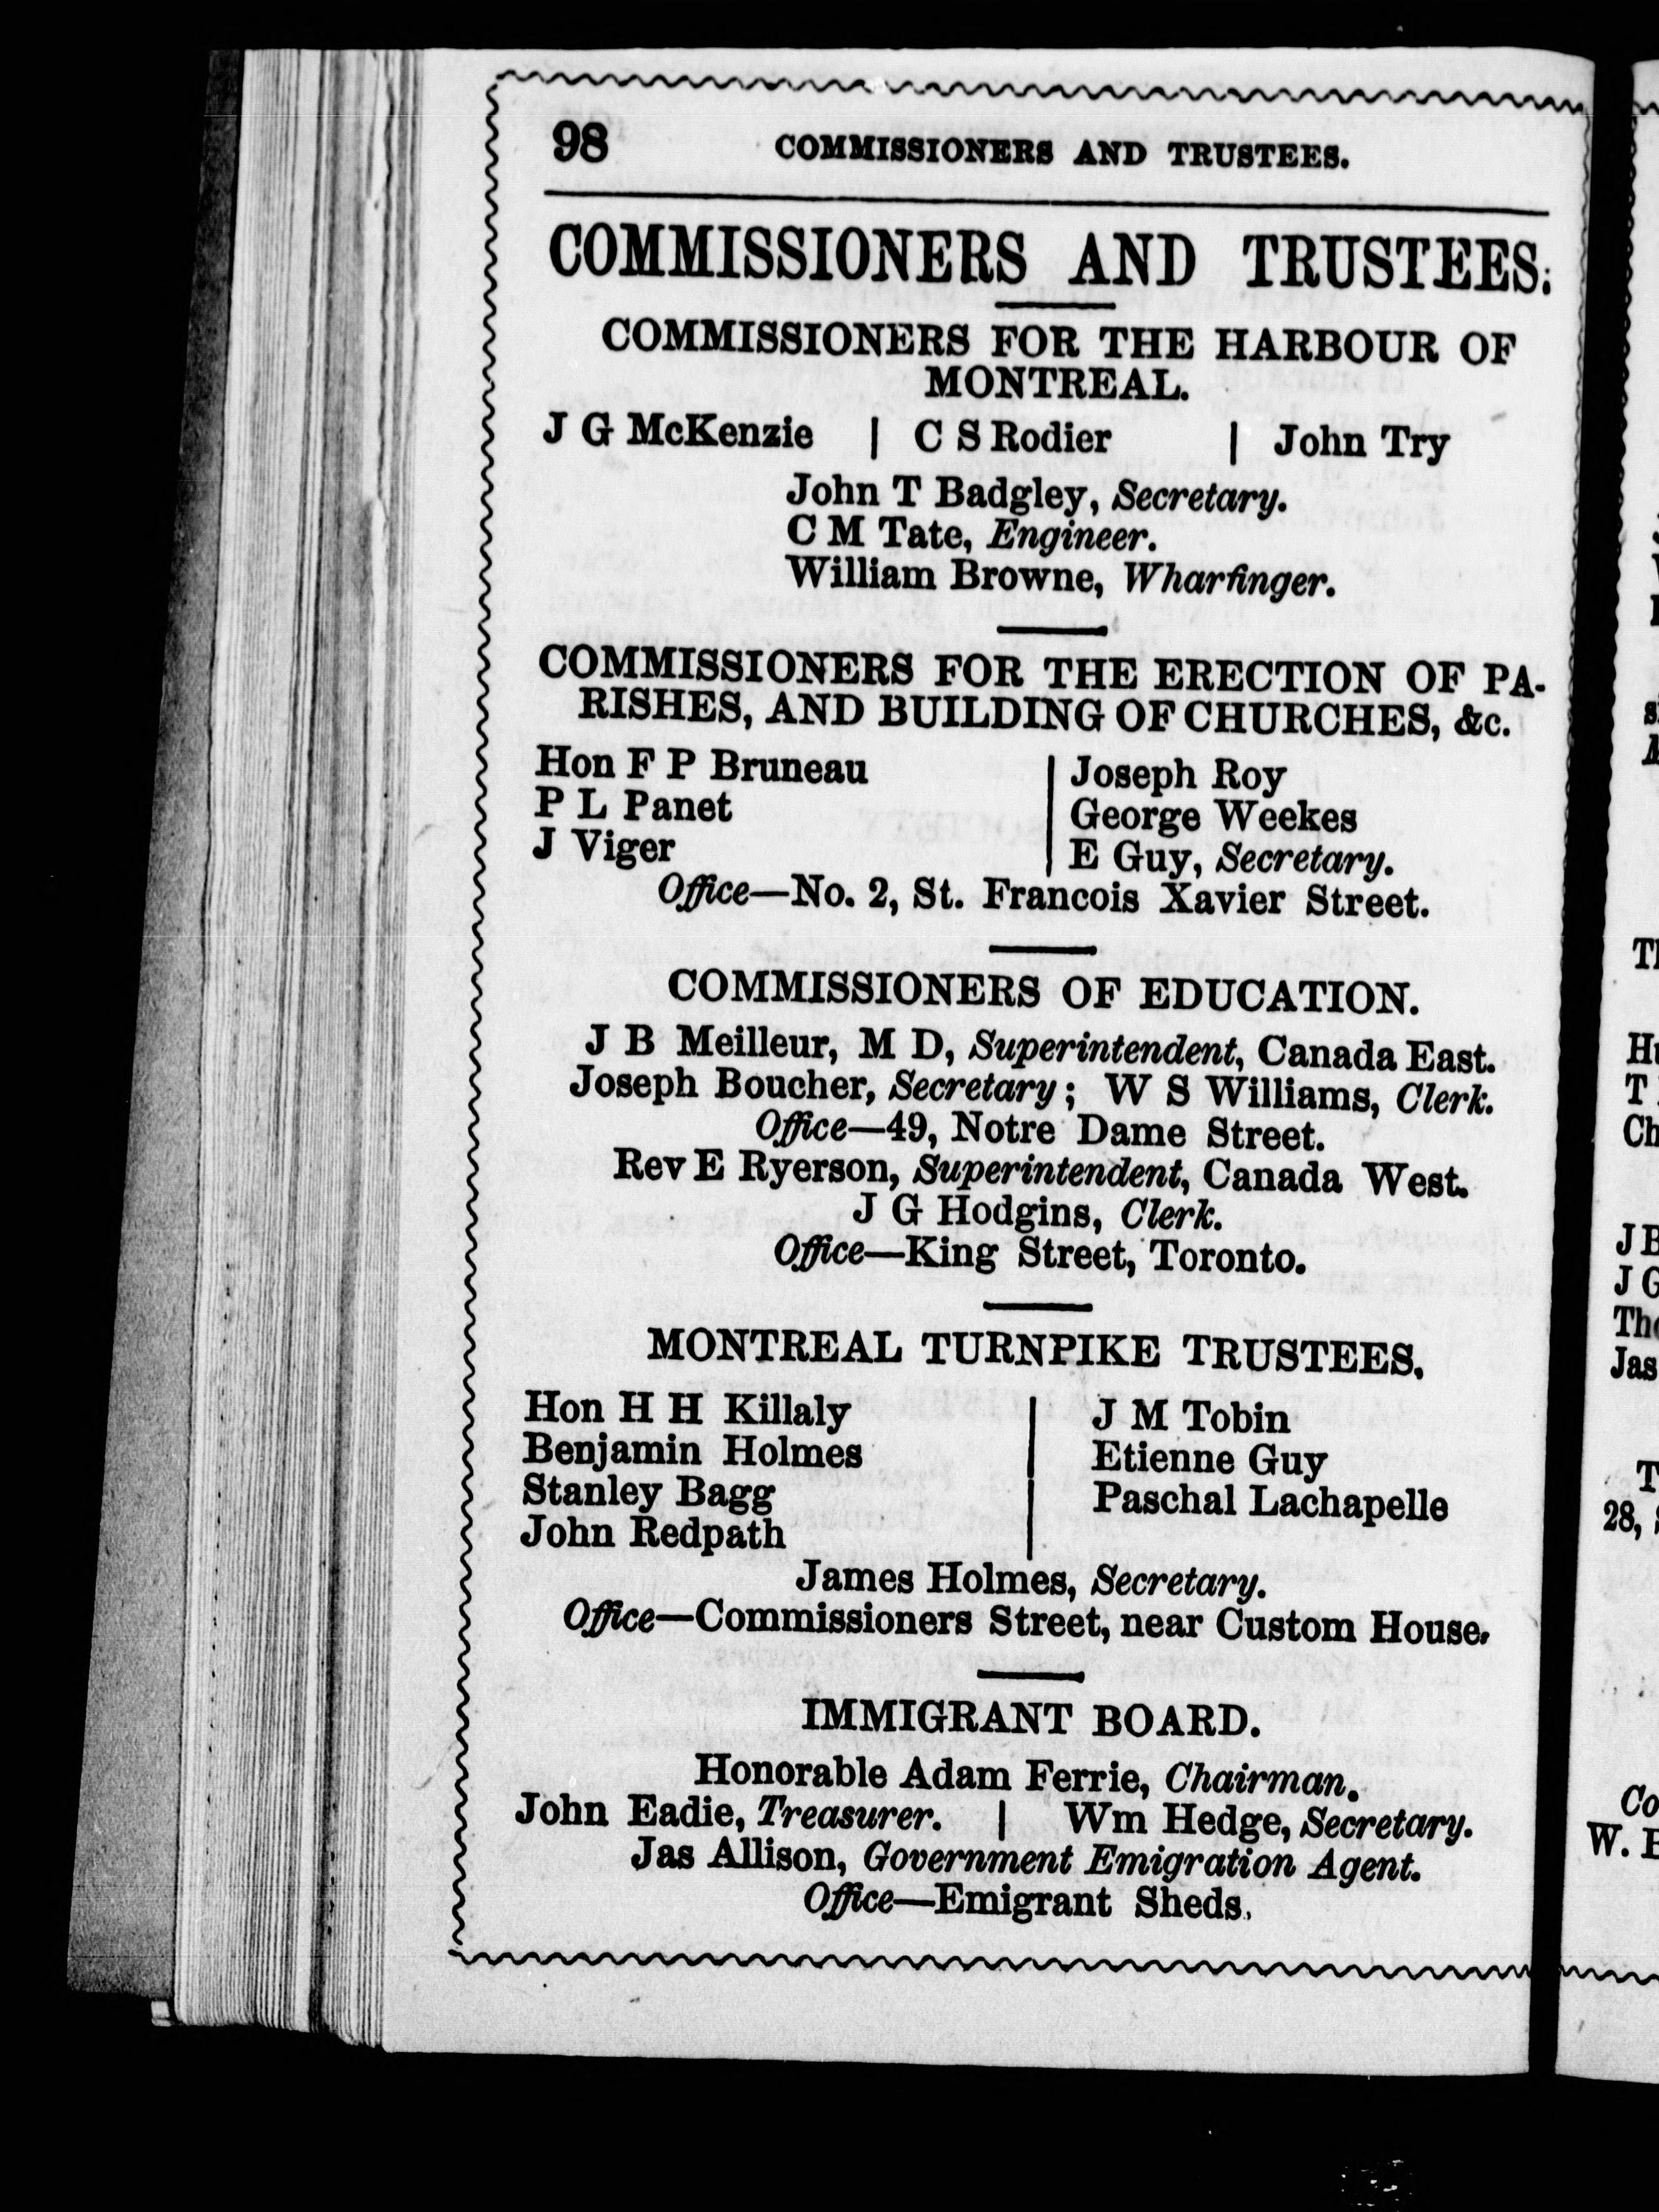 98 COMMISSIONERS AND TRUSTEES.
COMMISSIONERS AND TRUSTEES.
COMMISSIONERS FOR THE HARBOUR OF
MONTREAL.
J G McKenzie | C S Rodier | John Try
John T Badgley, Secretary.
C M Tate, Engineer.
William Browne, Wharfinger.
COMMISSIONERS FOR THE ERECTION OF PA-
RISHES, AND BUILDING OF CHURCHES, &c.
Hon F P Bruneau | Joseph Roy
P L Panet | George Weekes
J Viger | E Guy, Secretary.
Office—No. 2, St. Francois Xavier Street.
COMMISSIONERS OF EDUCATION.
J B Meilleur, M D, Superintendent, Canada East.
Joseph Boucher, Secretary; W S Williams, Clerk.
Office—49, Notre Dame Street.
Rev E Ryerson, Superintendent, Canada West.
J G Hodgins, Clerk.
Office—King Street, Toronto.
MONTREAL TURNPIKE TRUSTEES.
Hon H H Killaly | J M Tobin
Benjamin Holmes | Etienne Guy
Stanley Bagg | Paschal Lachapelle
John Redpath
James Holmes, Secretary.
Office—Commissioners Street, near Custom House.
IMMIGRANT BOARD.
Honorable Adam Ferrie, Chairman.
John Eadie, Treasurer. | Wm Hedge, Secretary.
Jas Allison, Government Emigration Agent.
Office—Emigrant Sheds.